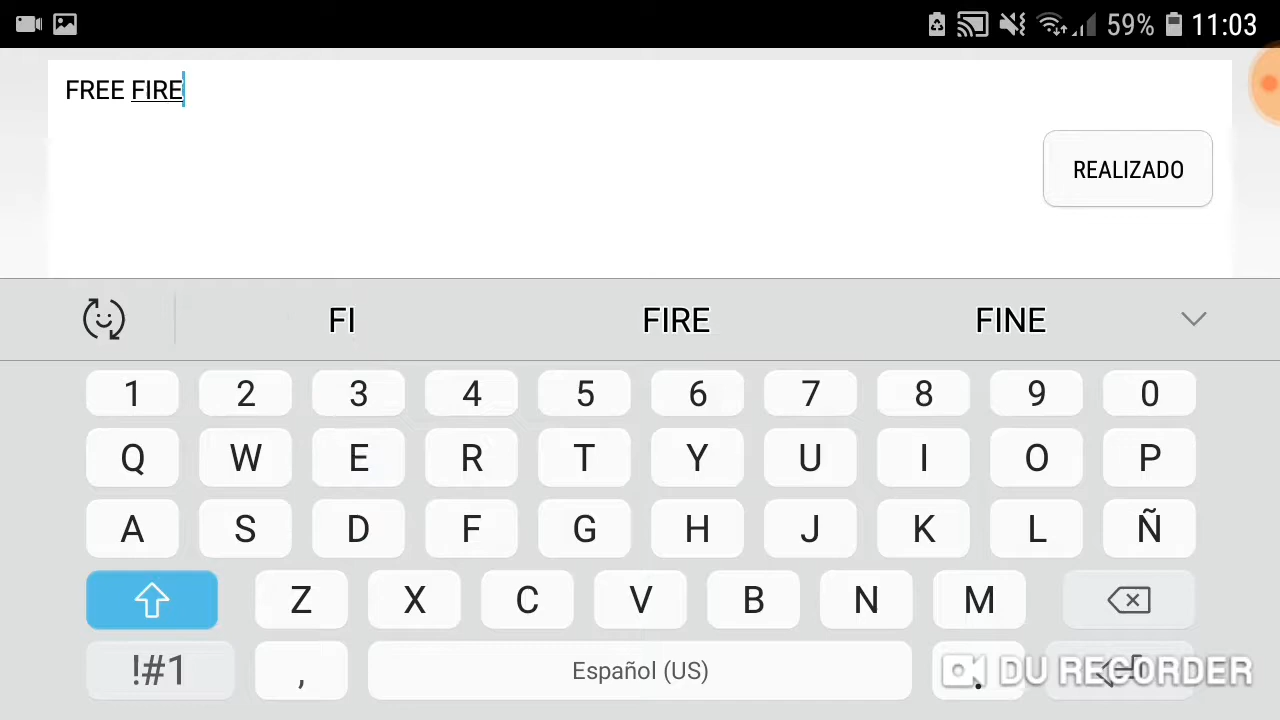 59% 11:03
FREE FIRE
REALIZADO
FI FIRE FINE
1 2 3 4 5 6 7 8 9 0
Q W E R T Y U I O P
A S D F G H J K L Ñ
Z X C V B N M
!#1 , Español (US) .
DU RECORDER